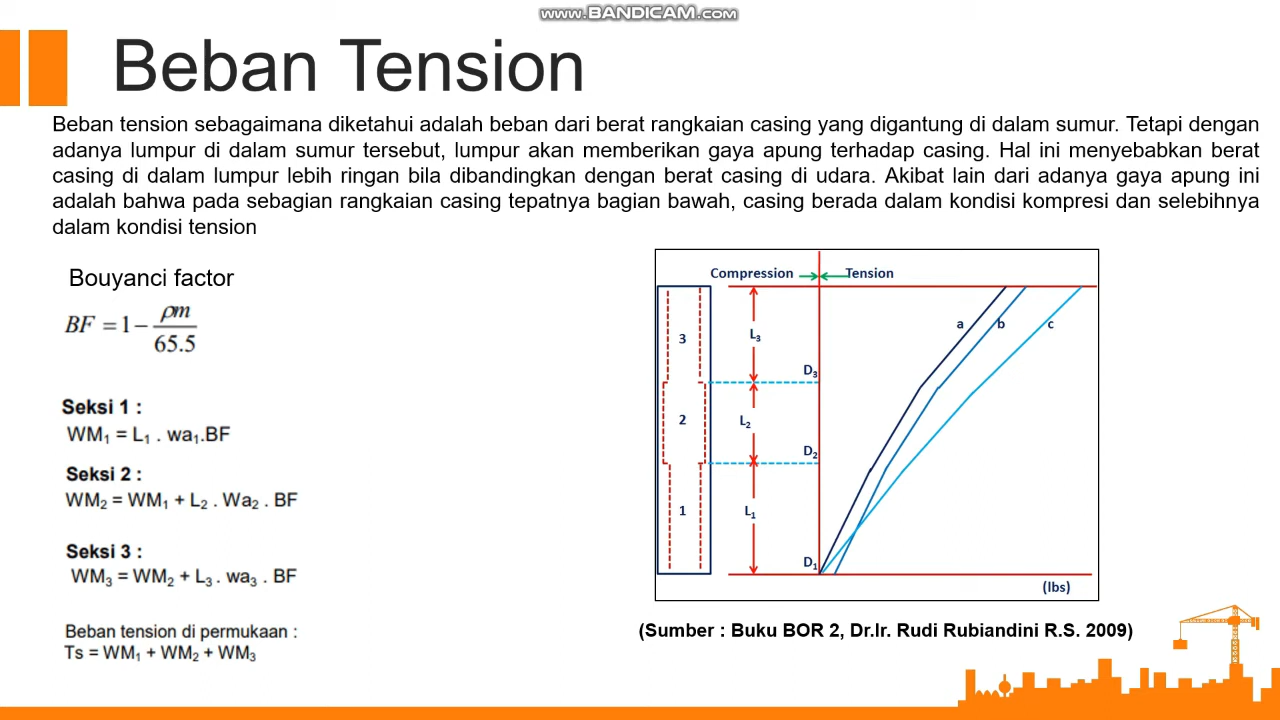 www.BANDICAM.com
Beban Tension
Beban tension sebagaimana diketahui adalah beban dari berat rangkaian casing yang digantung di dalam sumur. Tetapi dengan
adanya lumpur di dalam sumur tersebut, lumpur akan memberikan gaya apung terhadap casing. Hal ini menyebabkan berat
casing di dalam lumpur lebih ringan bila dibandingkan dengan berat casing di udara. Akibat lain dari adanya gaya apung ini
adalah bahwa pada sebagian rangkaian casing tepatnya bagian bawah, casing berada dalam kondisi kompresi dan selebihnya
dalam kondisi tension
Bouyanci factor
BF = 1 − ρm / 65.5
Seksi 1 :
WM₁ = L₁ . wa₁.BF
Seksi 2 :
WM₂ = WM₁ + L₂ . Wa₂ . BF
Seksi 3 :
WM₃ = WM₂ + L₃ . wa₃ . BF
Beban tension di permukaan :
Ts = WM₁ + WM₂ + WM₃
Compression Tension
3 L₃ a b c
D₃
2 L₂
D₂
1 L₁
D₁
(lbs)
(Sumber : Buku BOR 2, Dr.Ir. Rudi Rubiandini R.S. 2009)